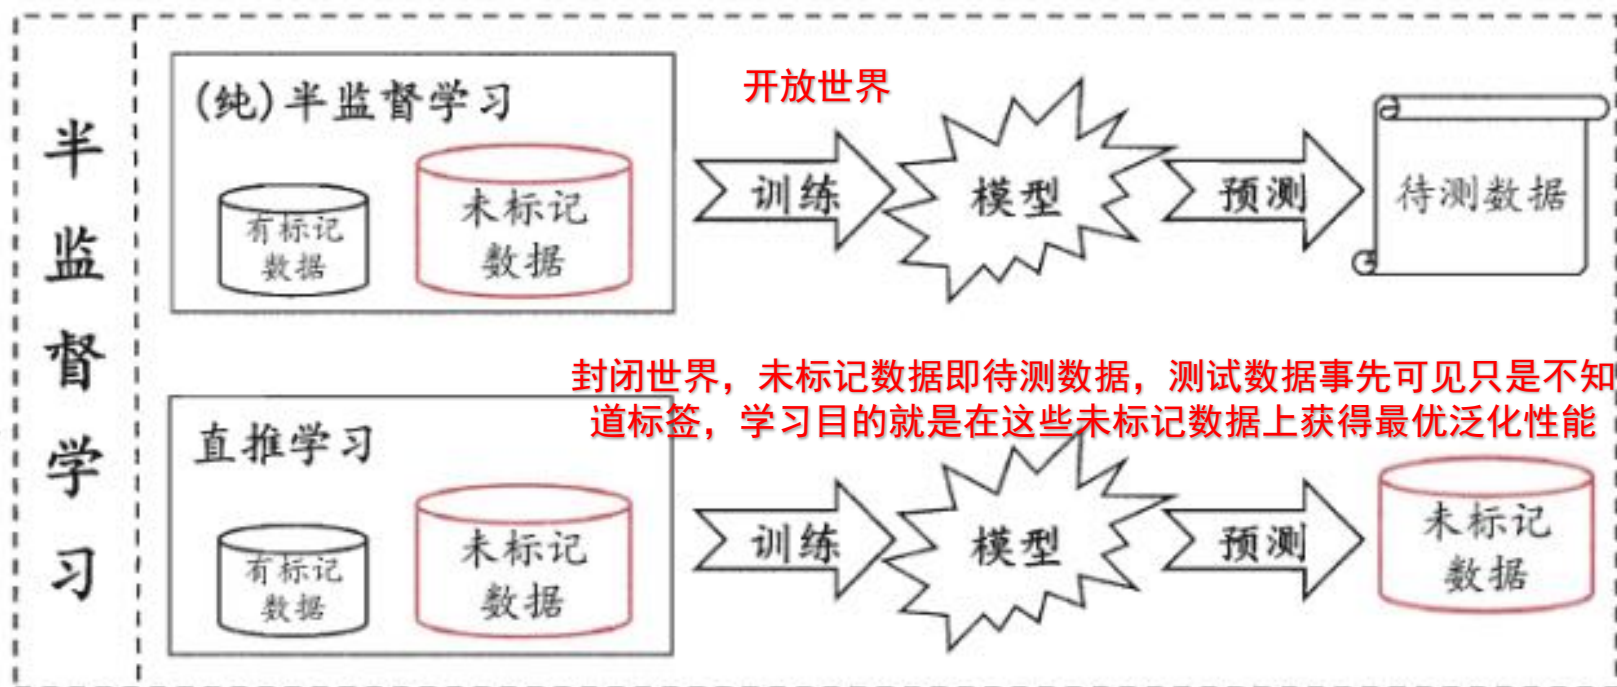 半监督学习
(纯)半监督学习
有标记
数据
未标记
数据
开放世界
训练
模型
预测
待测数据
封闭世界，未标记数据即待测数据，测试数据事先可见只是不知
道标签，学习目的就是在这些未标记数据上获得最优泛化性能
直推学习
有标记
数据
未标记
数据
训练
模型
预测
未标记
数据